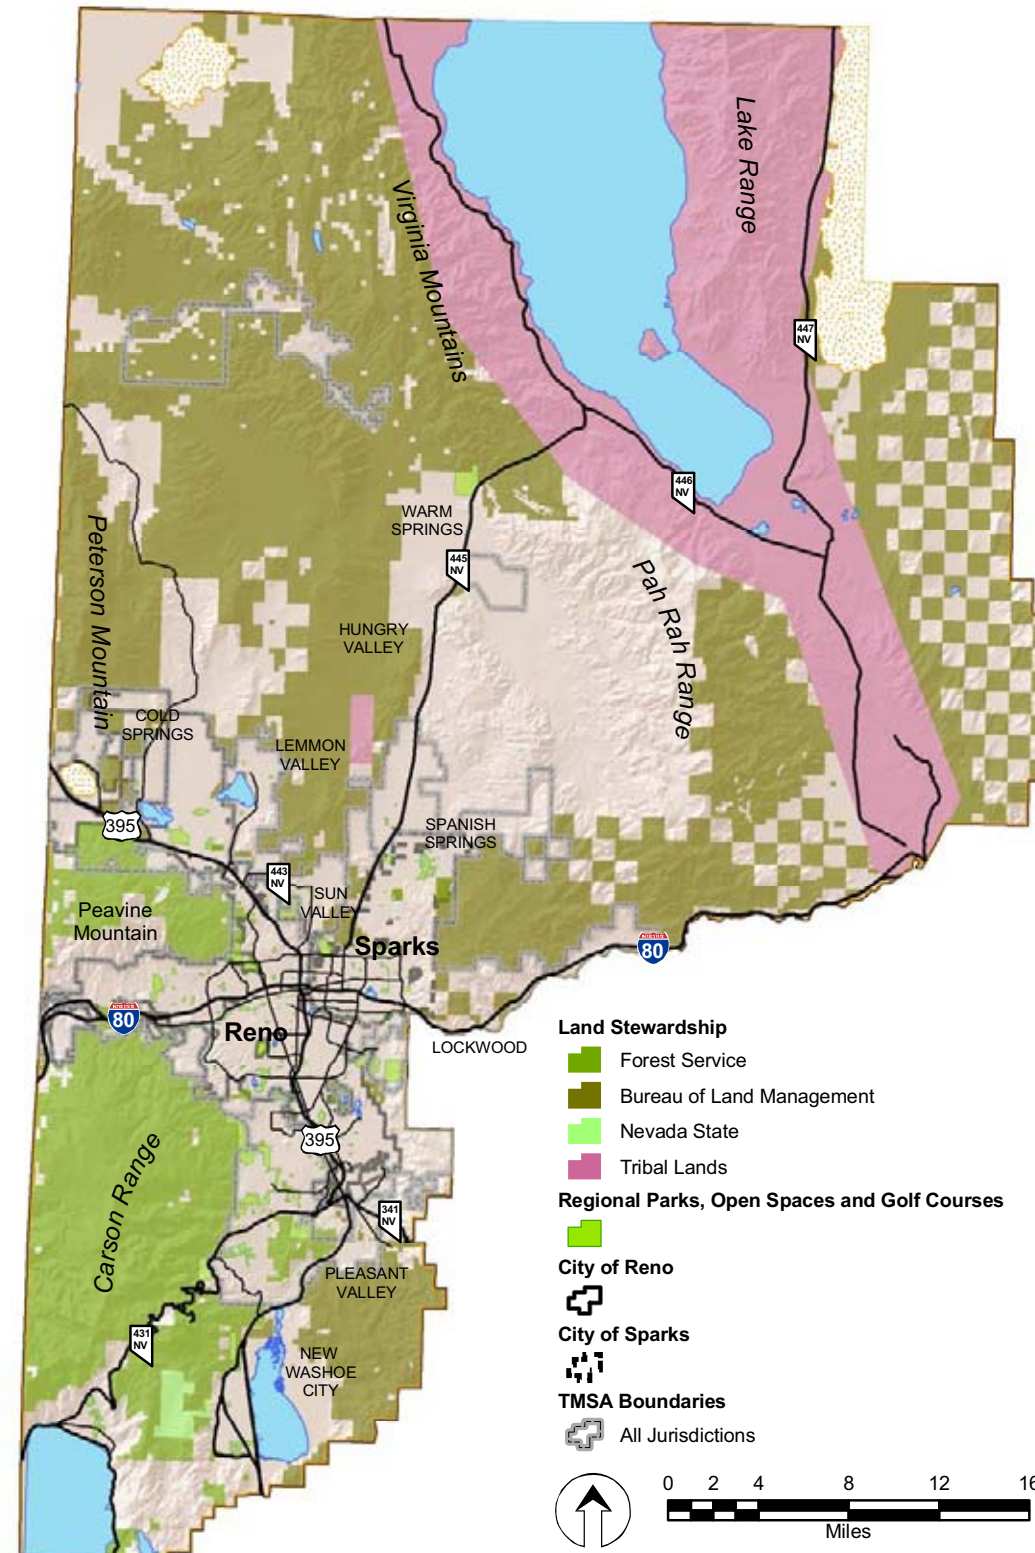 Lake Range
Virginia Mountains
447
NV
446
NV
WARM
SPRINGS
445
NV
Peterson Mountain
Pah Rah Range
HUNGRY
VALLEY
COLD
SPRINGS
LEMMON
VALLEY
395
SPANISH
SPRINGS
443
NV
SUN
VALLEY
Peavine
Mountain
Sparks
80
80
Reno
LOCKWOOD
395
Carson Range
341
NV
PLEASANT
VALLEY
431
NV
NEW
WASHOE
CITY
Land Stewardship
Forest Service
Bureau of Land Management
Nevada State
Tribal Lands
Regional Parks, Open Spaces and Golf Courses
City of Reno
City of Sparks
TMSA Boundaries
All Jurisdictions
0 2 4 8 12 16
Miles